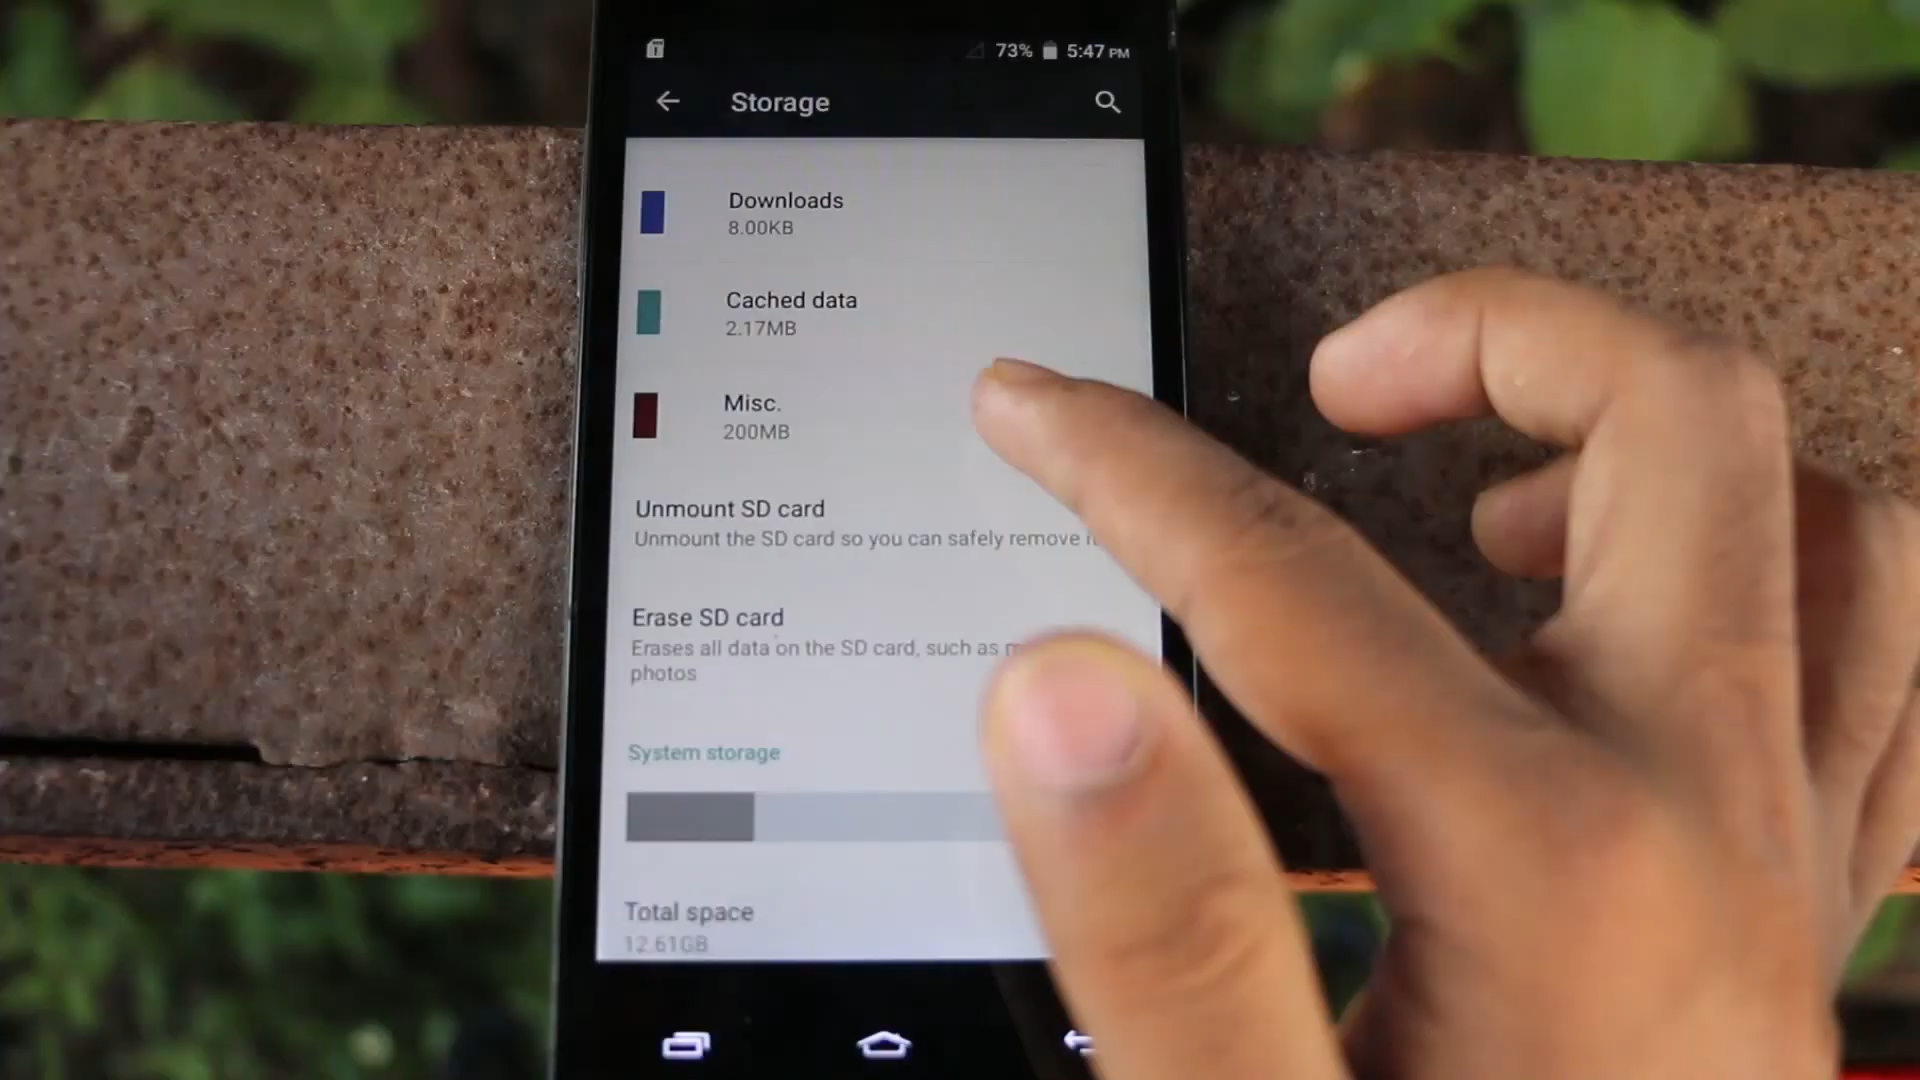 73% 5:47 PM
Storage
Downloads
8.00KB
Cached data
2.17MB
Misc.
200MB
Unmount SD card
Unmount the SD card so you can safely remove
Erase SD card
Erases all data on the SD card, such as
photos
System storage
Total space
12.61GB